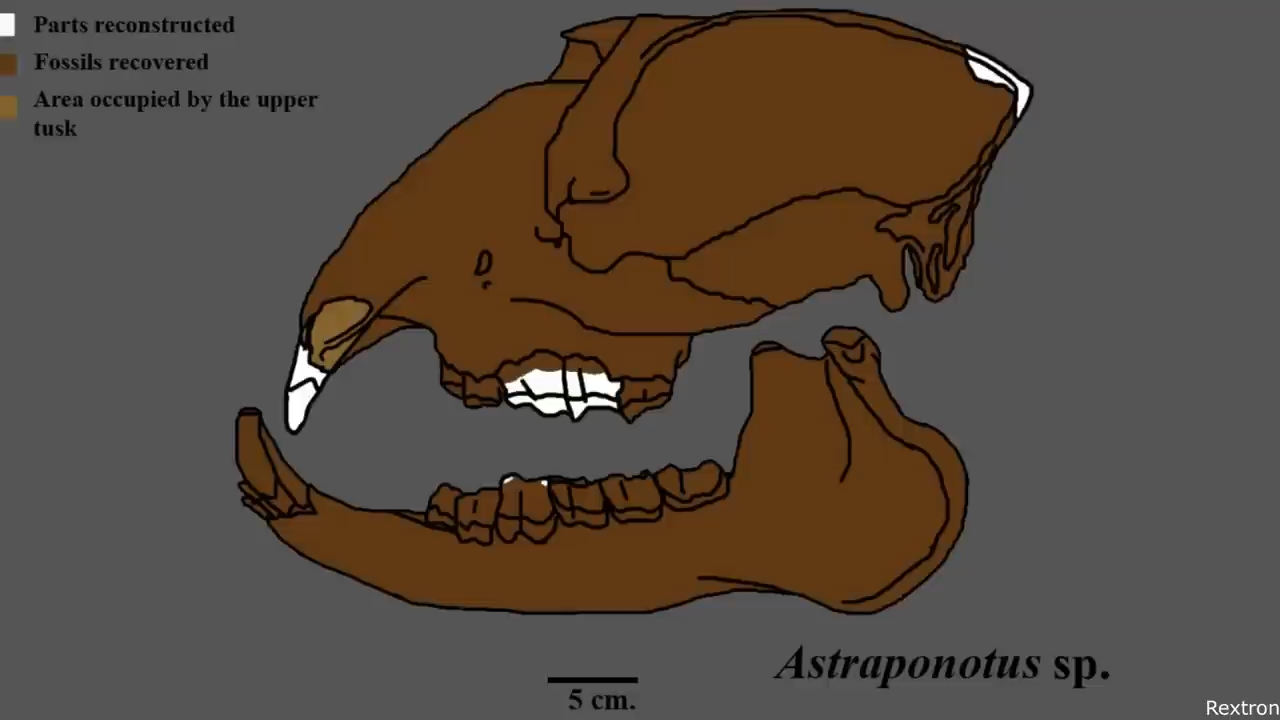 Parts reconstructed
Fossils recovered
Area occupied by the upper
tusk
Astraponotus sp.
5 cm.
Rextron